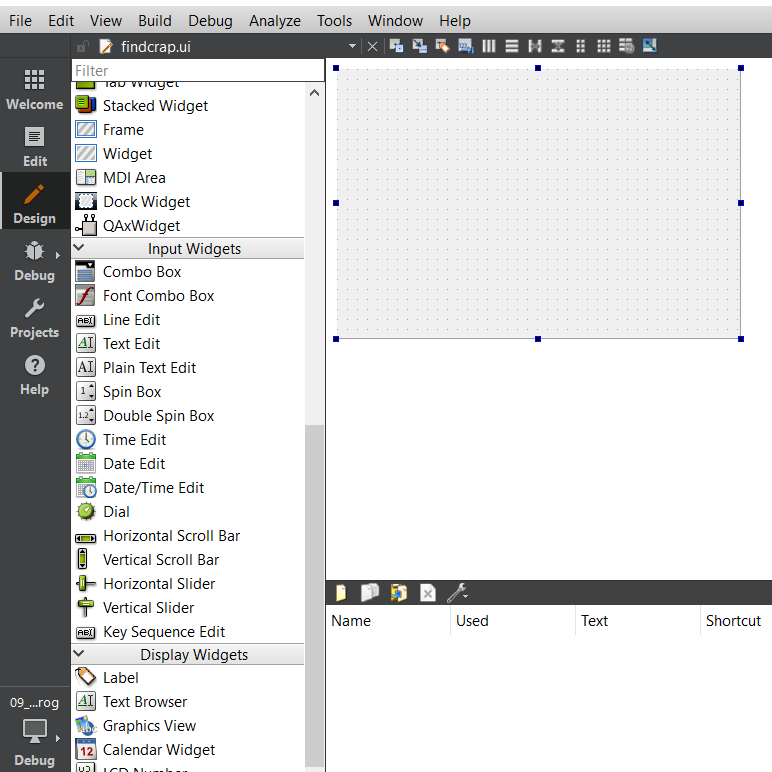 File Edit View Build Debug Analyze Tools Window Help
findcrap.ui
Filter
Welcome
Edit
Design
Debug
Projects
Help
09_...rog
Debug
Tab Widget
Stacked Widget
Frame
Widget
MDI Area
Dock Widget
QAxWidget
Input Widgets
Combo Box
Font Combo Box
Line Edit
Text Edit
Plain Text Edit
Spin Box
Double Spin Box
Time Edit
Date Edit
Date/Time Edit
Dial
Horizontal Scroll Bar
Vertical Scroll Bar
Horizontal Slider
Vertical Slider
Key Sequence Edit
Display Widgets
Label
Text Browser
Graphics View
Calendar Widget
LCD Number
Name Used Text Shortcut